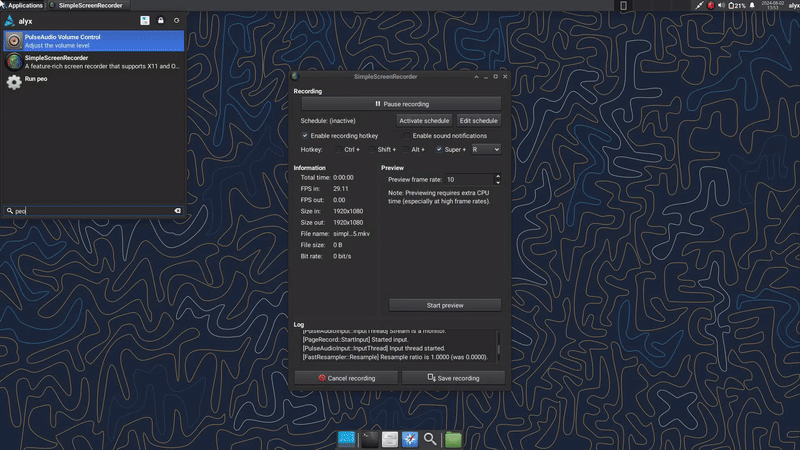 Applications
SimpleScreenRecorder
21%
2024-08-02
13:53
alyx
alyx
PulseAudio Volume Control
Adjust the volume level
SimpleScreenRecorder
A feature-rich screen recorder that supports X11 and O...
Run peo
peo
SimpleScreenRecorder
Recording
Pause recording
Schedule: (inactive)
Activate schedule
Edit schedule
Enable recording hotkey
Enable sound notifications
Hotkey:
Ctrl +
Shift +
Alt +
Super +
R
Information
Total time: 0:00:00
FPS in: 29.11
FPS out: 0.00
Size in: 1920x1080
Size out: 1920x1080
File name: simpl...5.mkv
File size: 0 B
Bit rate: 0 bit/s
Preview
Preview frame rate: 10
Note: Previewing requires extra CPU
time (especially at high frame rates).
Start preview
Log
[PulseAudioInput::InputThread] Stream is a monitor.
[PageRecord::StartInput] Started input.
[PulseAudioInput::InputThread] Input thread started.
[FastResampler::Resample] Resample ratio is 1.0000 (was 0.0000).
Cancel recording
Save recording